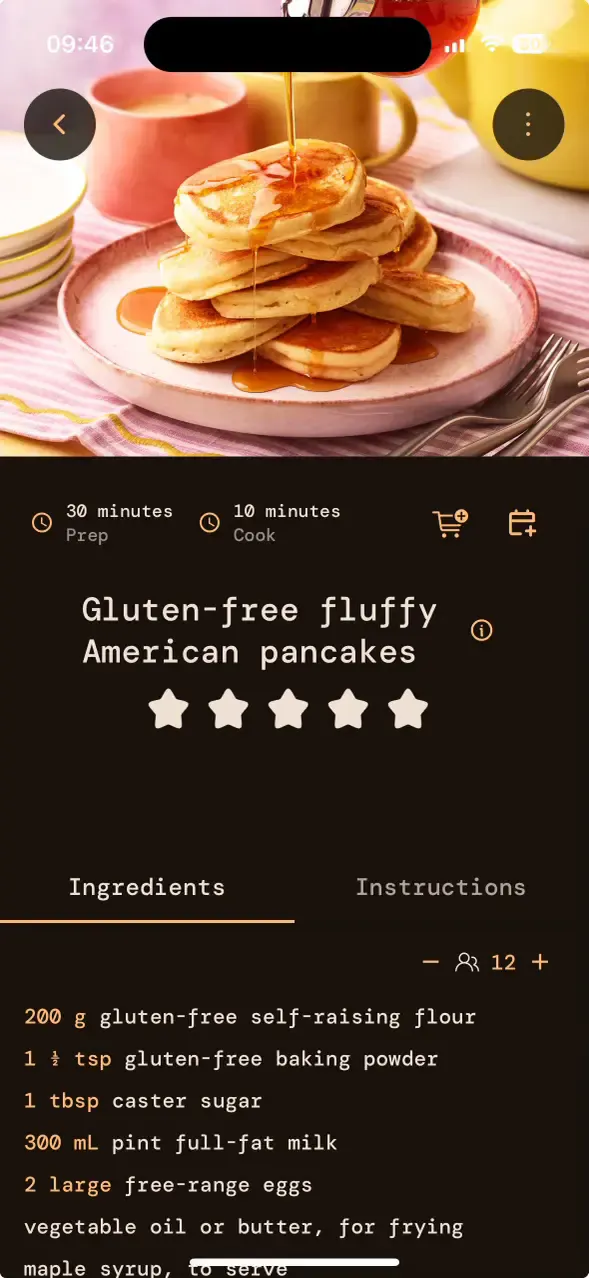 09:46
30 minutes
Prep
10 minutes
Cook
Gluten-free fluffy
American pancakes
Ingredients
Instructions
12
200 g gluten-free self-raising flour
1 ½ tsp gluten-free baking powder
1 tbsp caster sugar
300 mL pint full-fat milk
2 large free-range eggs
vegetable oil or butter, for frying
maple syrup, to serve